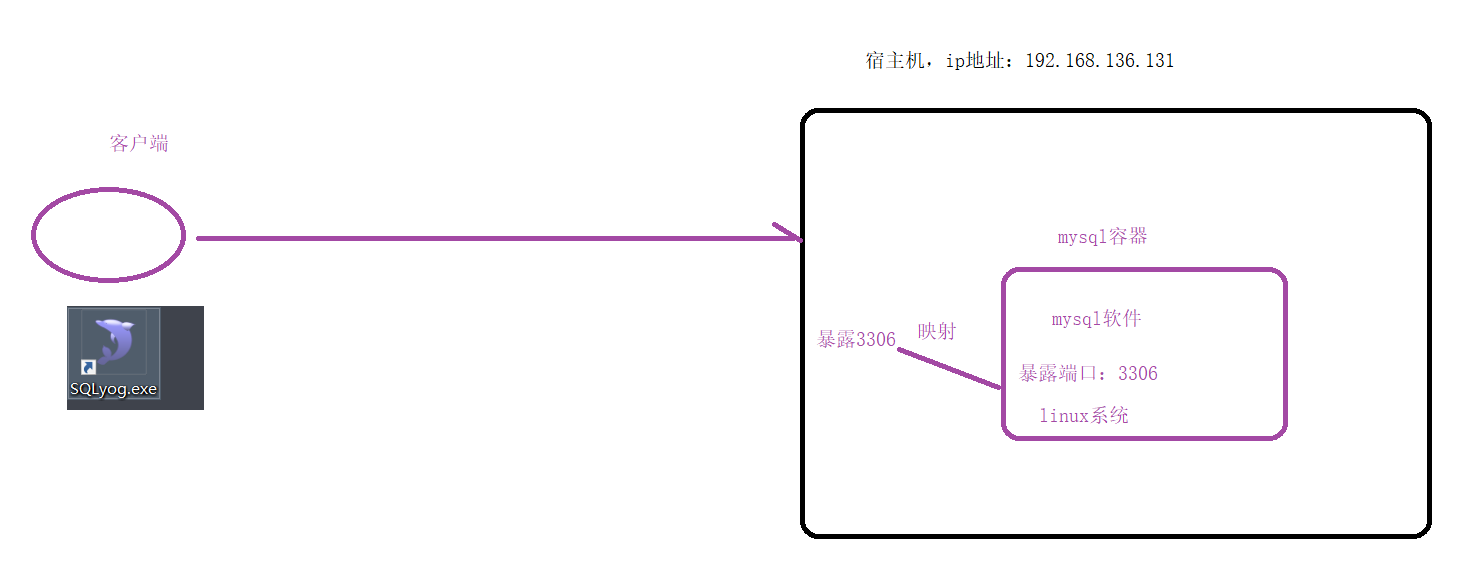 宿主机，ip地址：192.168.136.131
客户端
mysql容器
mysql软件
暴露3306
映射
暴露端口：3306
SQLyog.exe
linux系统